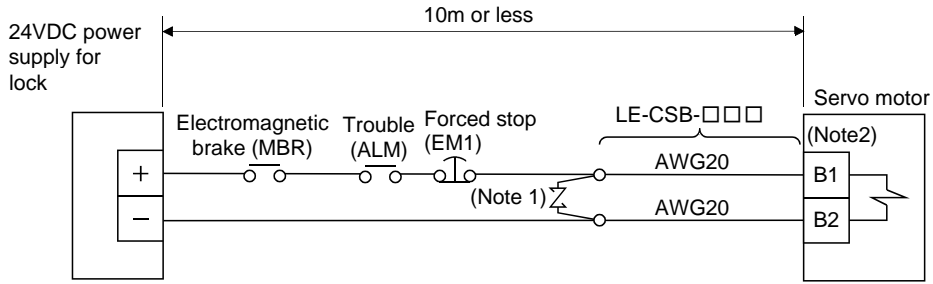 10m or less
24VDC power
supply for
lock
Servo motor
Electromagnetic
brake (MBR)
Trouble
(ALM)
Forced stop
(EM1)
LE-CSB-□□□
(Note2)
+
AWG20
B1
(Note 1)
−
AWG20
B2